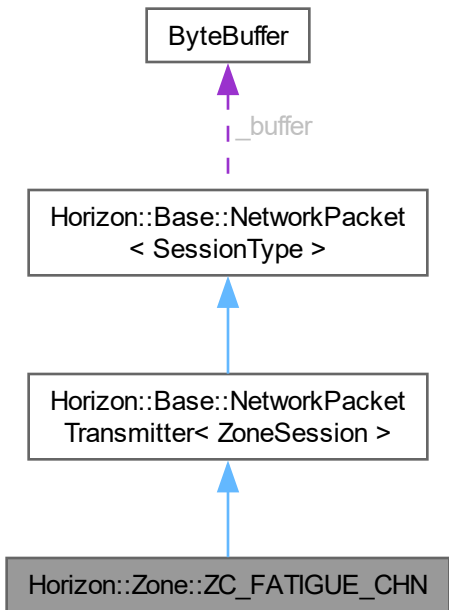 ByteBuffer
_buffer
Horizon::Base::NetworkPacket
< SessionType >
Horizon::Base::NetworkPacket
Transmitter< ZoneSession >
Horizon::Zone::ZC_FATIGUE_CHN